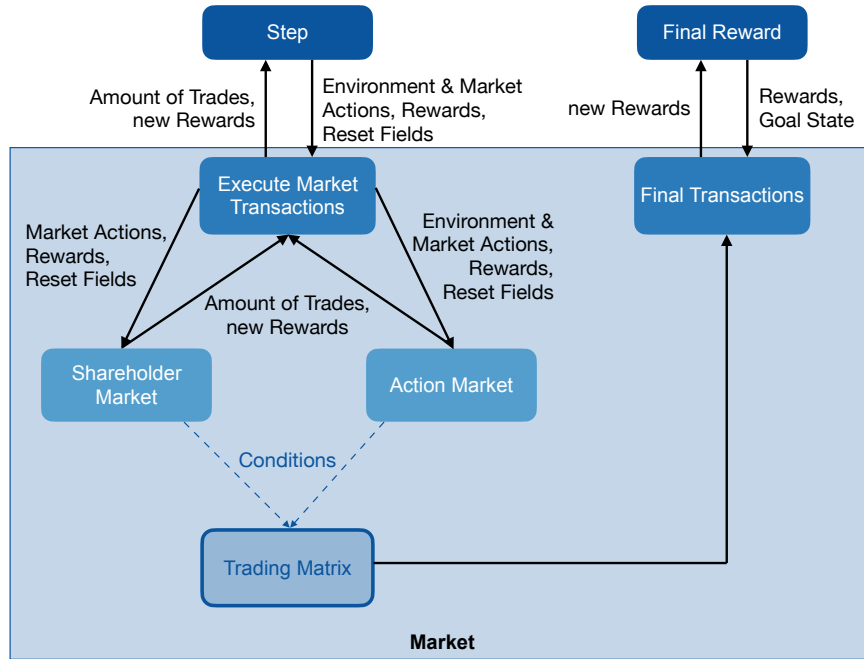 Step
Final Reward
Amount of Trades,
new Rewards
Environment & Market
Actions, Rewards,
Reset Fields
new Rewards
Rewards,
Goal State
Execute Market
Transactions
Final Transactions
Market Actions,
Rewards,
Reset Fields
Environment &
Market Actions,
Rewards,
Reset Fields
Amount of Trades,
new Rewards
Shareholder
Market
Action Market
Conditions
Trading Matrix
Market